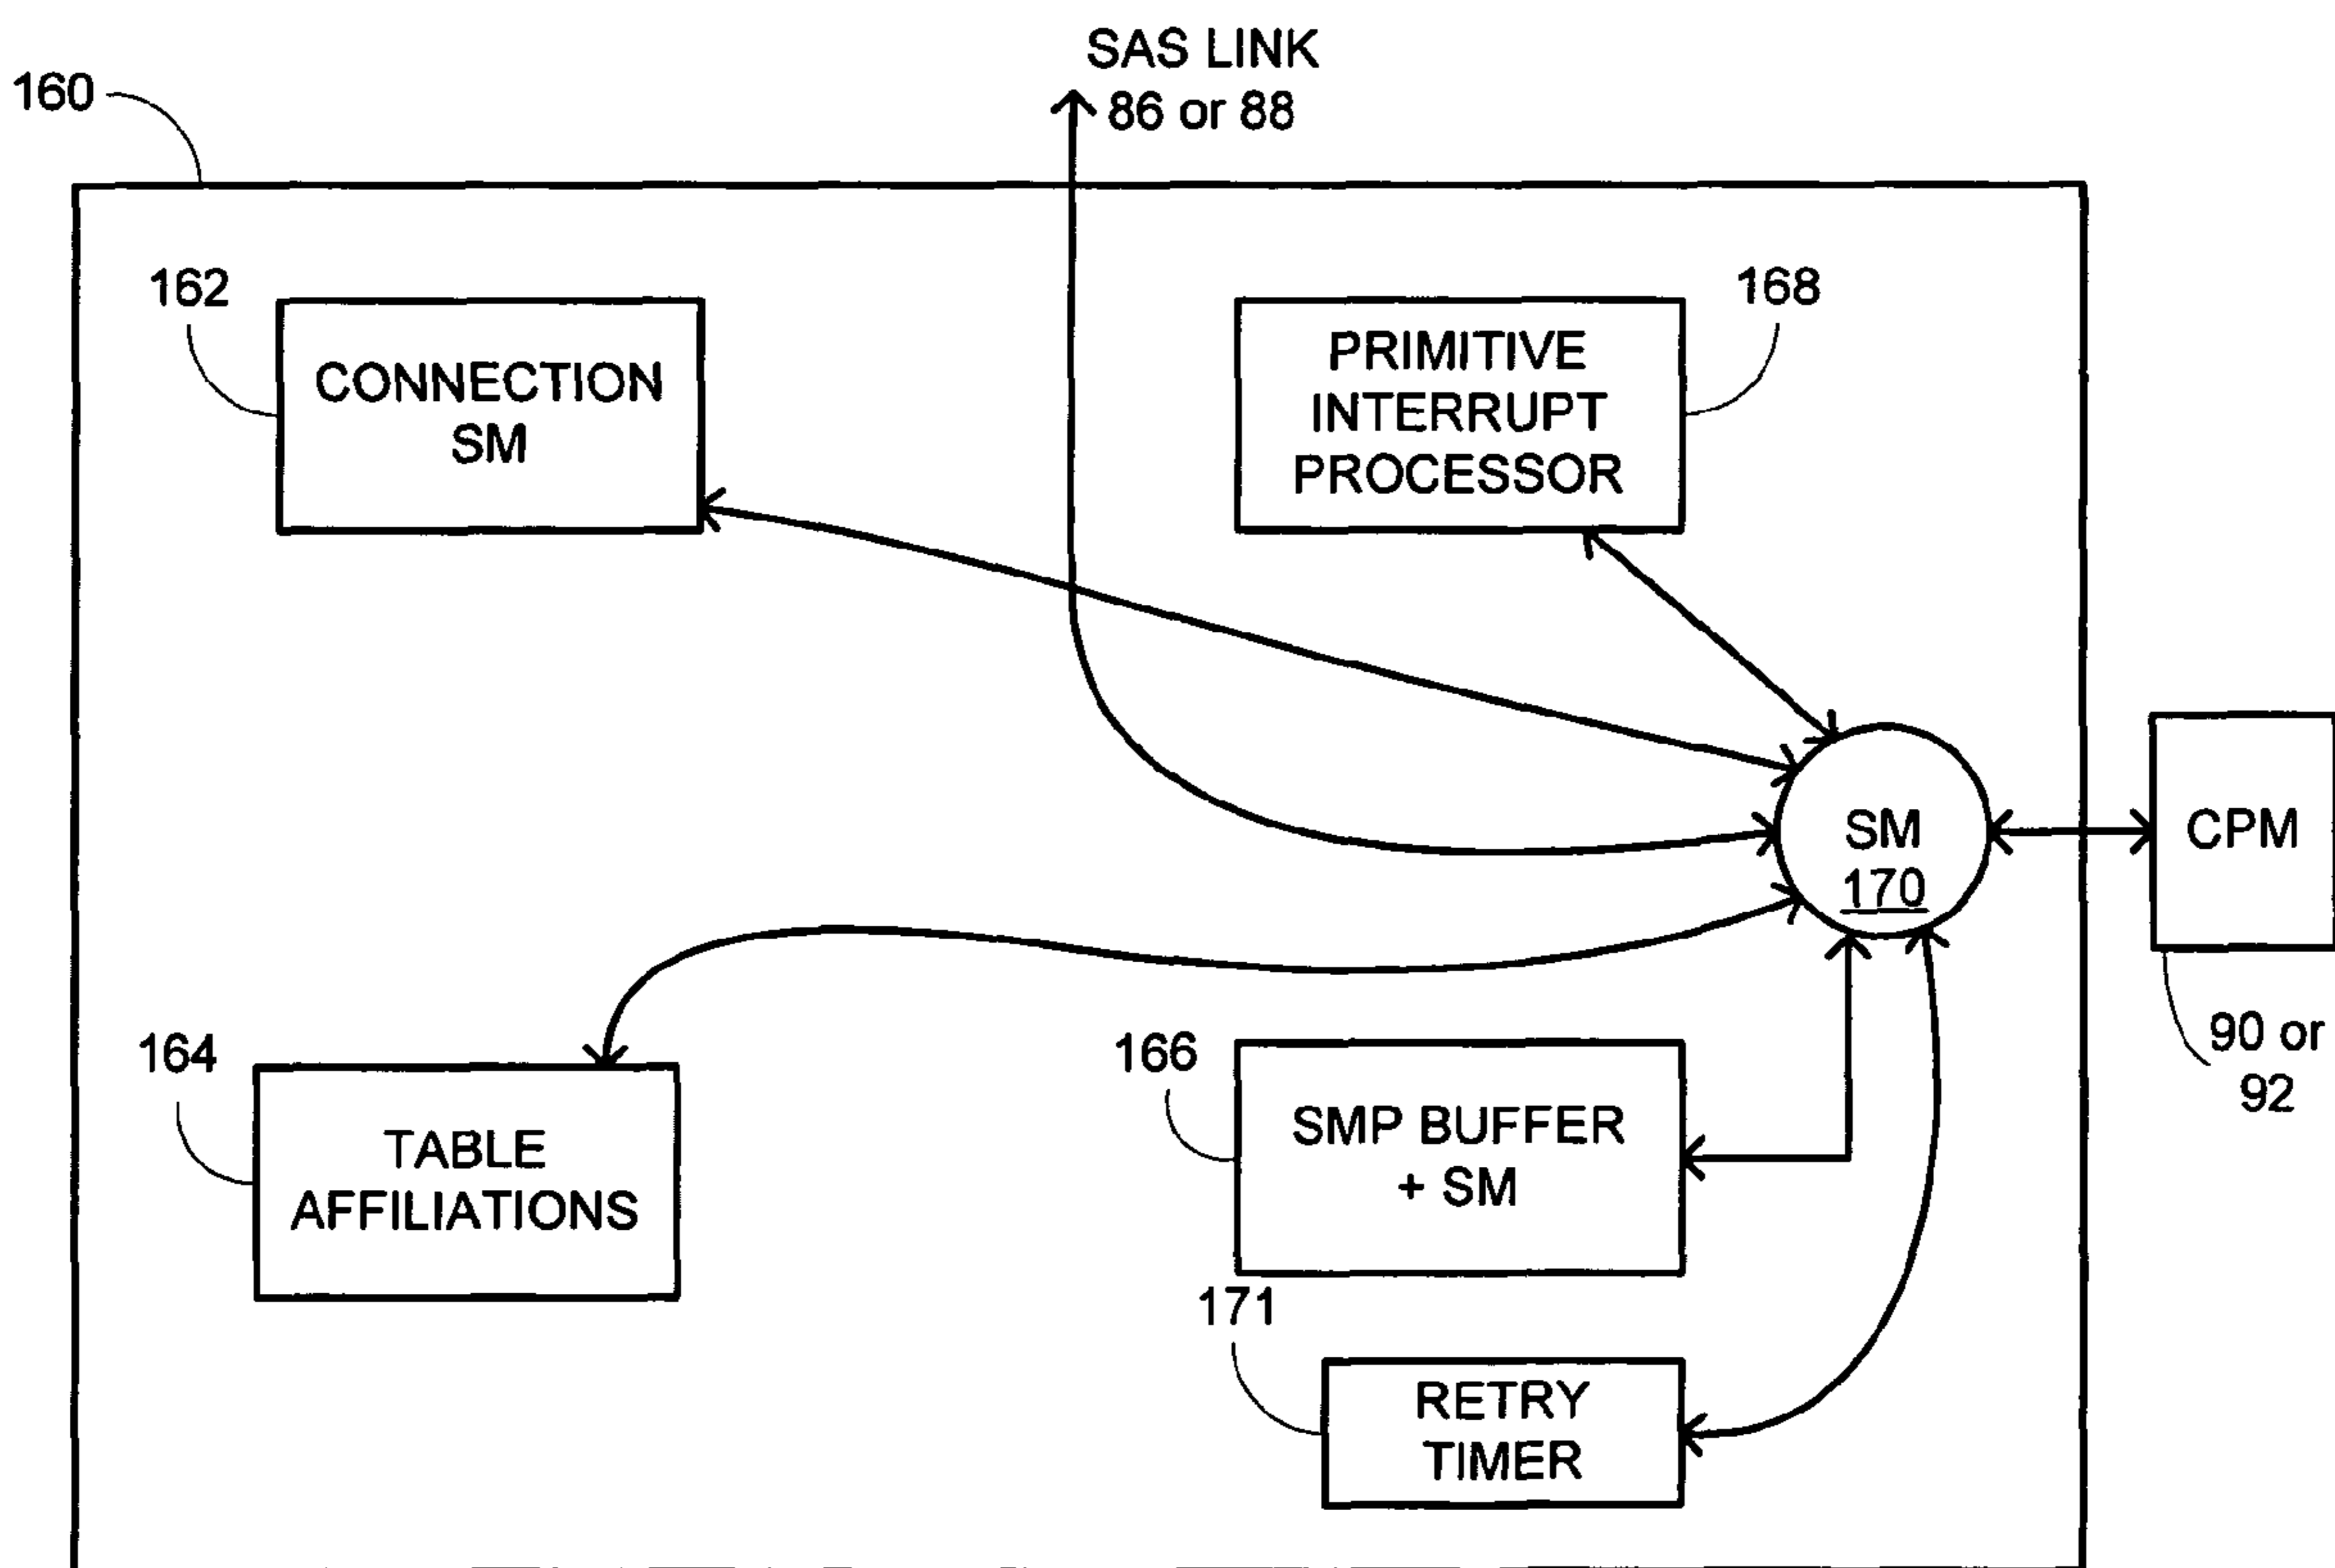 SAS LINK
86 or 88
160
162
CONNECTION
SM
168
PRIMITIVE
INTERRUPT
PROCESSOR
SM
170
CPM
90 or
92
164
TABLE
AFFILIATIONS
166
SMP BUFFER
+ SM
171
RETRY
TIMER